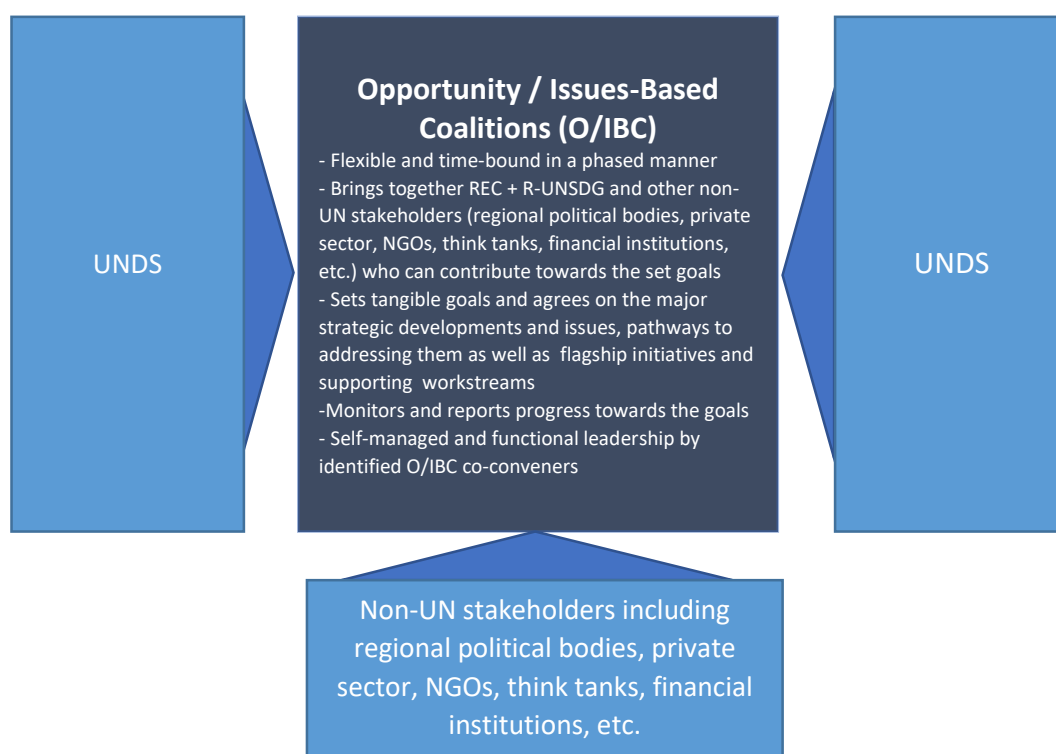 UNDS
Opportunity / Issues-Based
Coalitions (O/IBC)
- Flexible and time-bound in a phased manner
- Brings together REC + R-UNSDG and other non-
UN stakeholders (regional political bodies, private
sector, NGOs, think tanks, financial institutions,
etc.) who can contribute towards the set goals
- Sets tangible goals and agrees on the major
strategic developments and issues, pathways to
addressing them as well as  flagship initiatives and
supporting  workstreams
-Monitors and reports progress towards the goals
- Self-managed and functional leadership by
identified O/IBC co-conveners
UNDS
Non-UN stakeholders including
regional political bodies, private
sector, NGOs, think tanks, financial
institutions, etc.